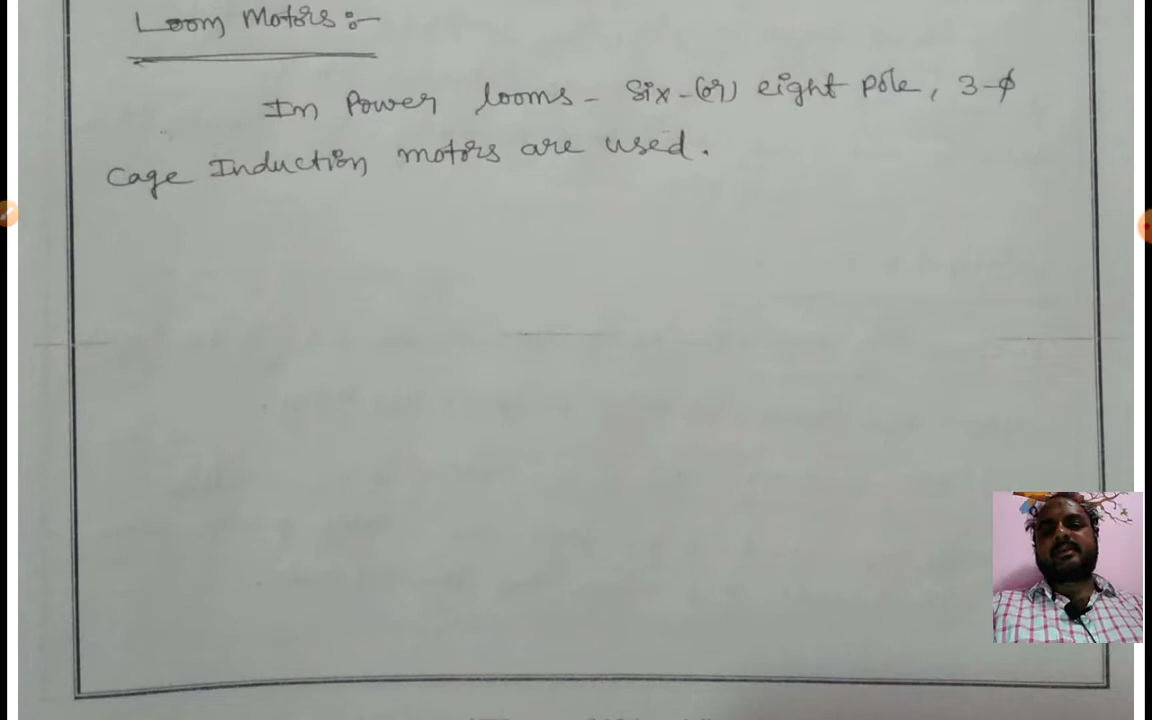 Loom Motors :-
In Power looms - Six - (or) eight pole, 3-ϕ
Cage Induction motors are used.